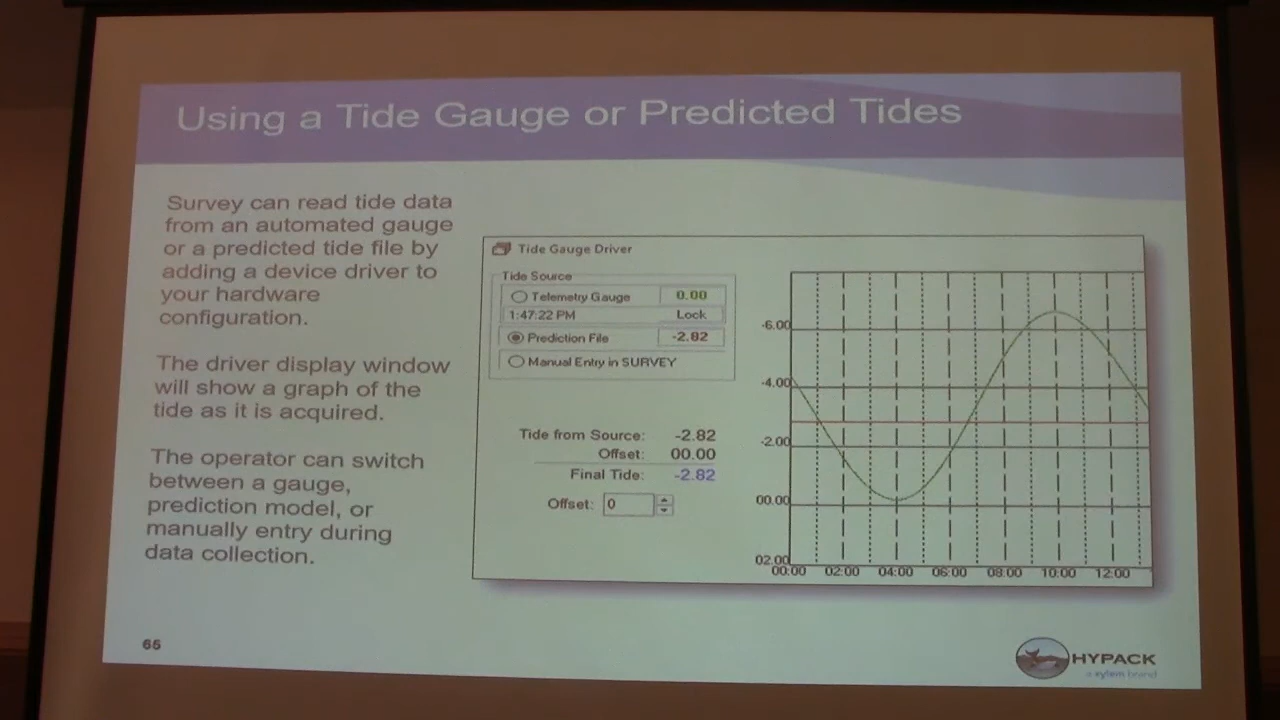 Using a Tide Gauge or Predicted Tides
Survey can read tide data
from an automated gauge
or a predicted tide file by
adding a device driver to
your hardware
configuration.
The driver display window
will show a graph of the
tide as it is acquired.
The operator can switch
between a gauge,
prediction model, or
manually entry during
data collection.
Tide Gauge Driver
Tide Source
Telemetry Gauge 0.00
1:47:22 PM Lock
Prediction File -2.82
Manual Entry in SURVEY
Tide from Source: -2.82
Offset: 00.00
Final Tide: -2.82
Offset: 0
-6.00
-4.00
-2.00
00.00
02.00
00:00 02:00 04:00 06:00 08:00 10:00 12:00
65
HYPACK
a xylem brand